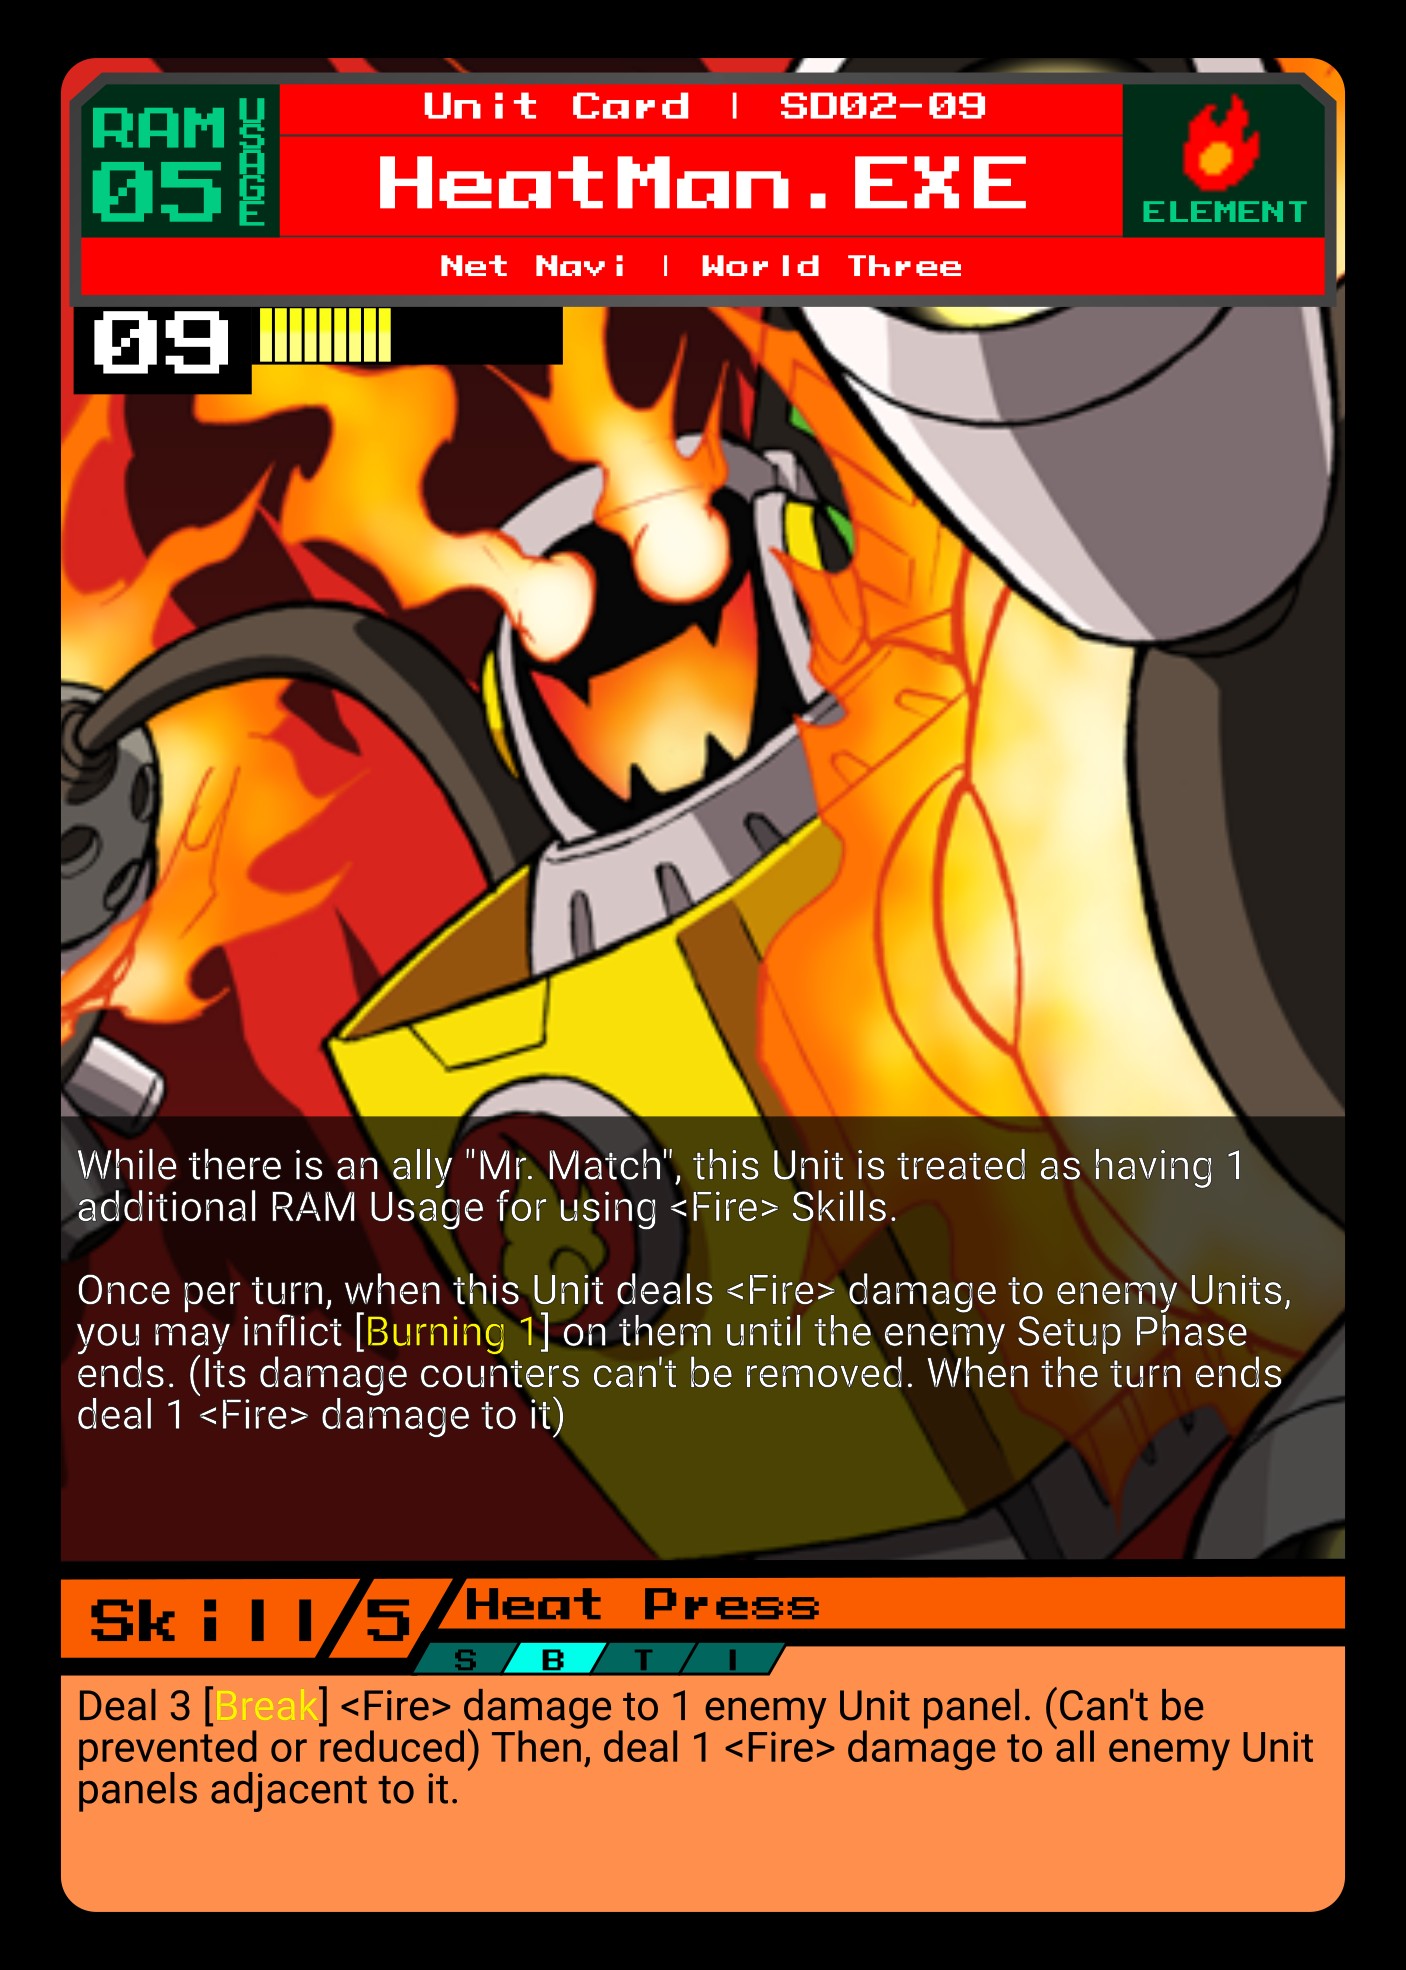 Unit Card | SD02-09
RAM
05
USAGE
HeatMan.EXE
ELEMENT
Net Navi | World Three
09
While there is an ally "Mr. Match", this Unit is treated as having 1
additional RAM Usage for using <Fire> Skills.
Once per turn, when this Unit deals <Fire> damage to enemy Units,
you may inflict [Burning 1] on them until the enemy Setup Phase
ends. (Its damage counters can't be removed. When the turn ends
deal 1 <Fire> damage to it)
Skill/5 Heat Press
S B T I
Deal 3 [Break] <Fire> damage to 1 enemy Unit panel. (Can't be
prevented or reduced) Then, deal 1 <Fire> damage to all enemy Unit
panels adjacent to it.